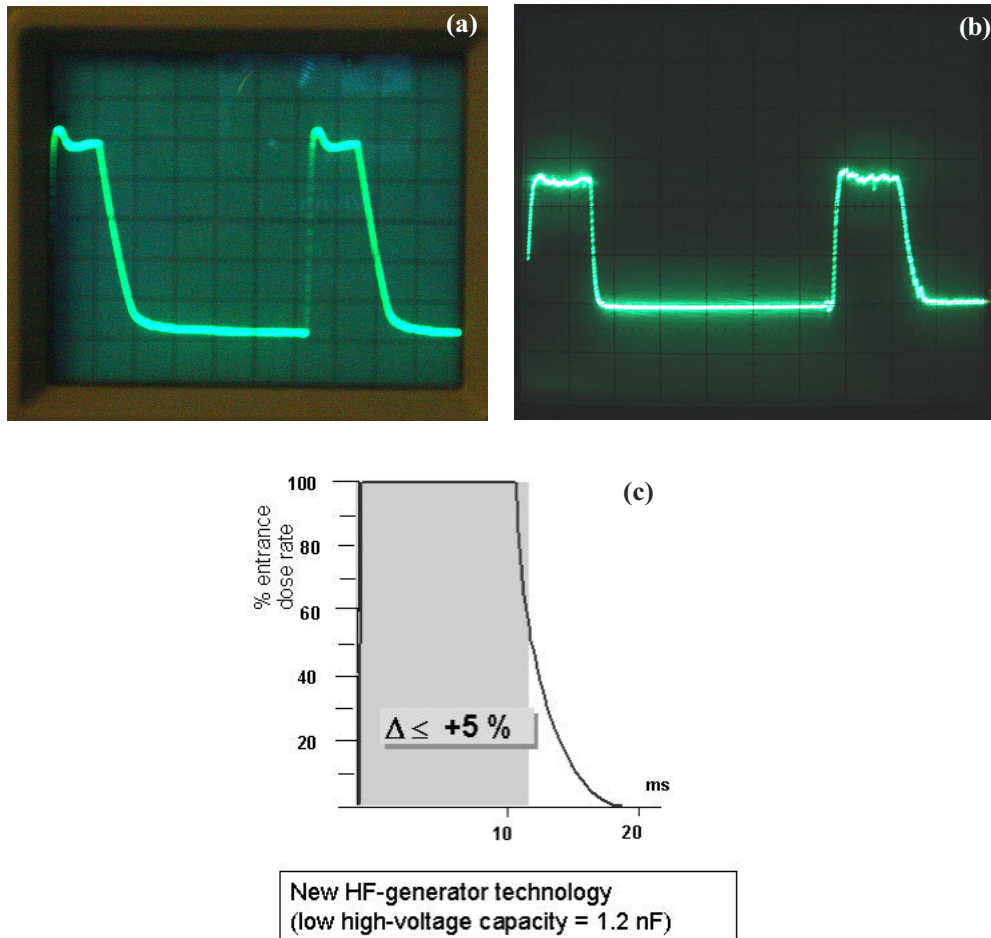 (a)
(b)
(c)
100
80
60
40
20
% entrance
dose rate
Δ ≤ +5 %
ms
10
20
New HF-generator technology
(low high-voltage capacity = 1.2 nF)